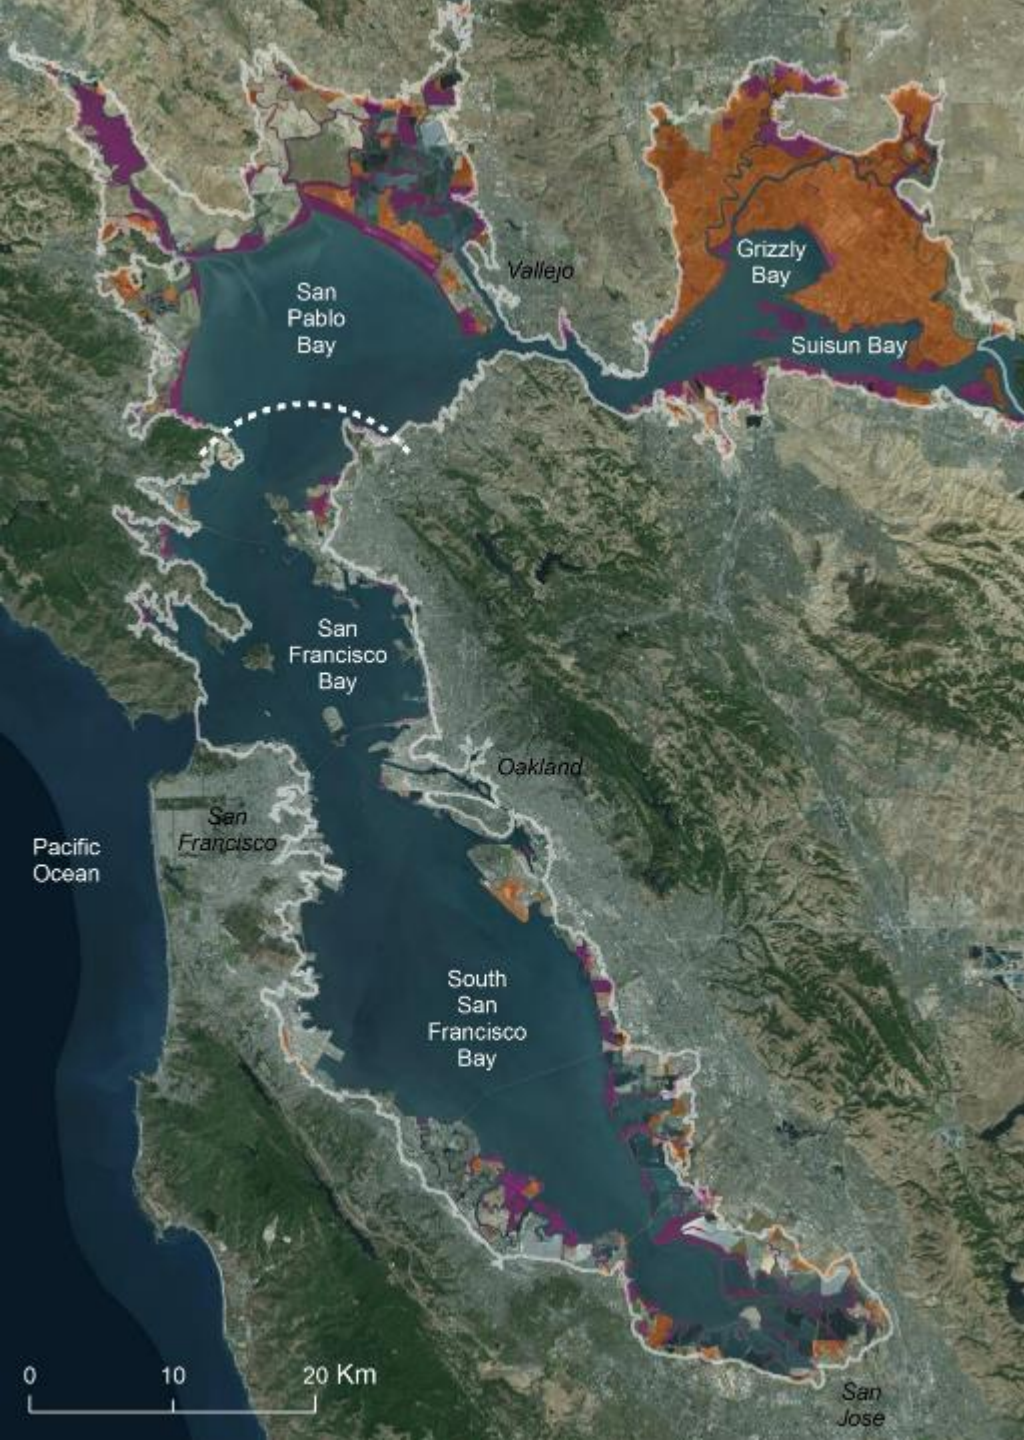 Grizzly
Bay
Vallejo
San
Pablo
Bay
Suisun Bay
San
Francisco
Bay
Oakland
San
Francisco
Pacific
Ocean
South
San
Francisco
Bay
0 10 20 Km
San
Jose